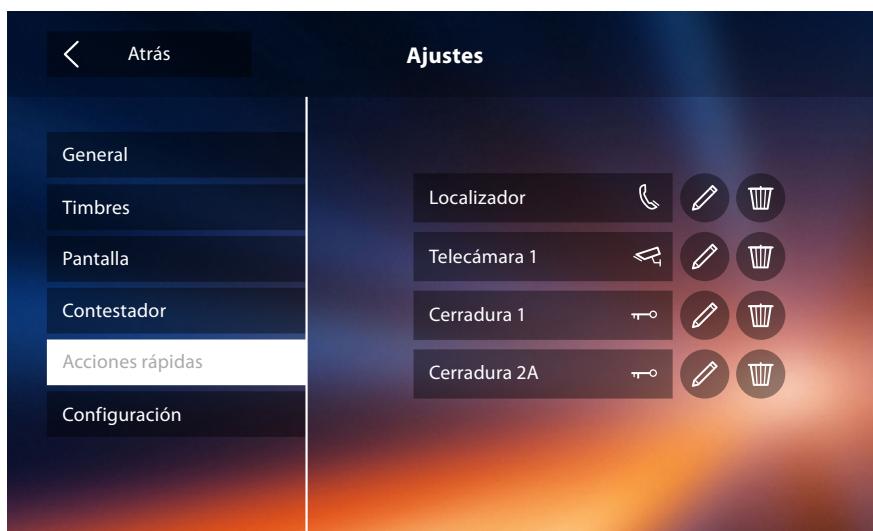 Atrás
Ajustes
General
Timbres
Pantalla
Contestador
Acciones rápidas
Configuración
Localizador
Telecámara 1
Cerradura 1
Cerradura 2A